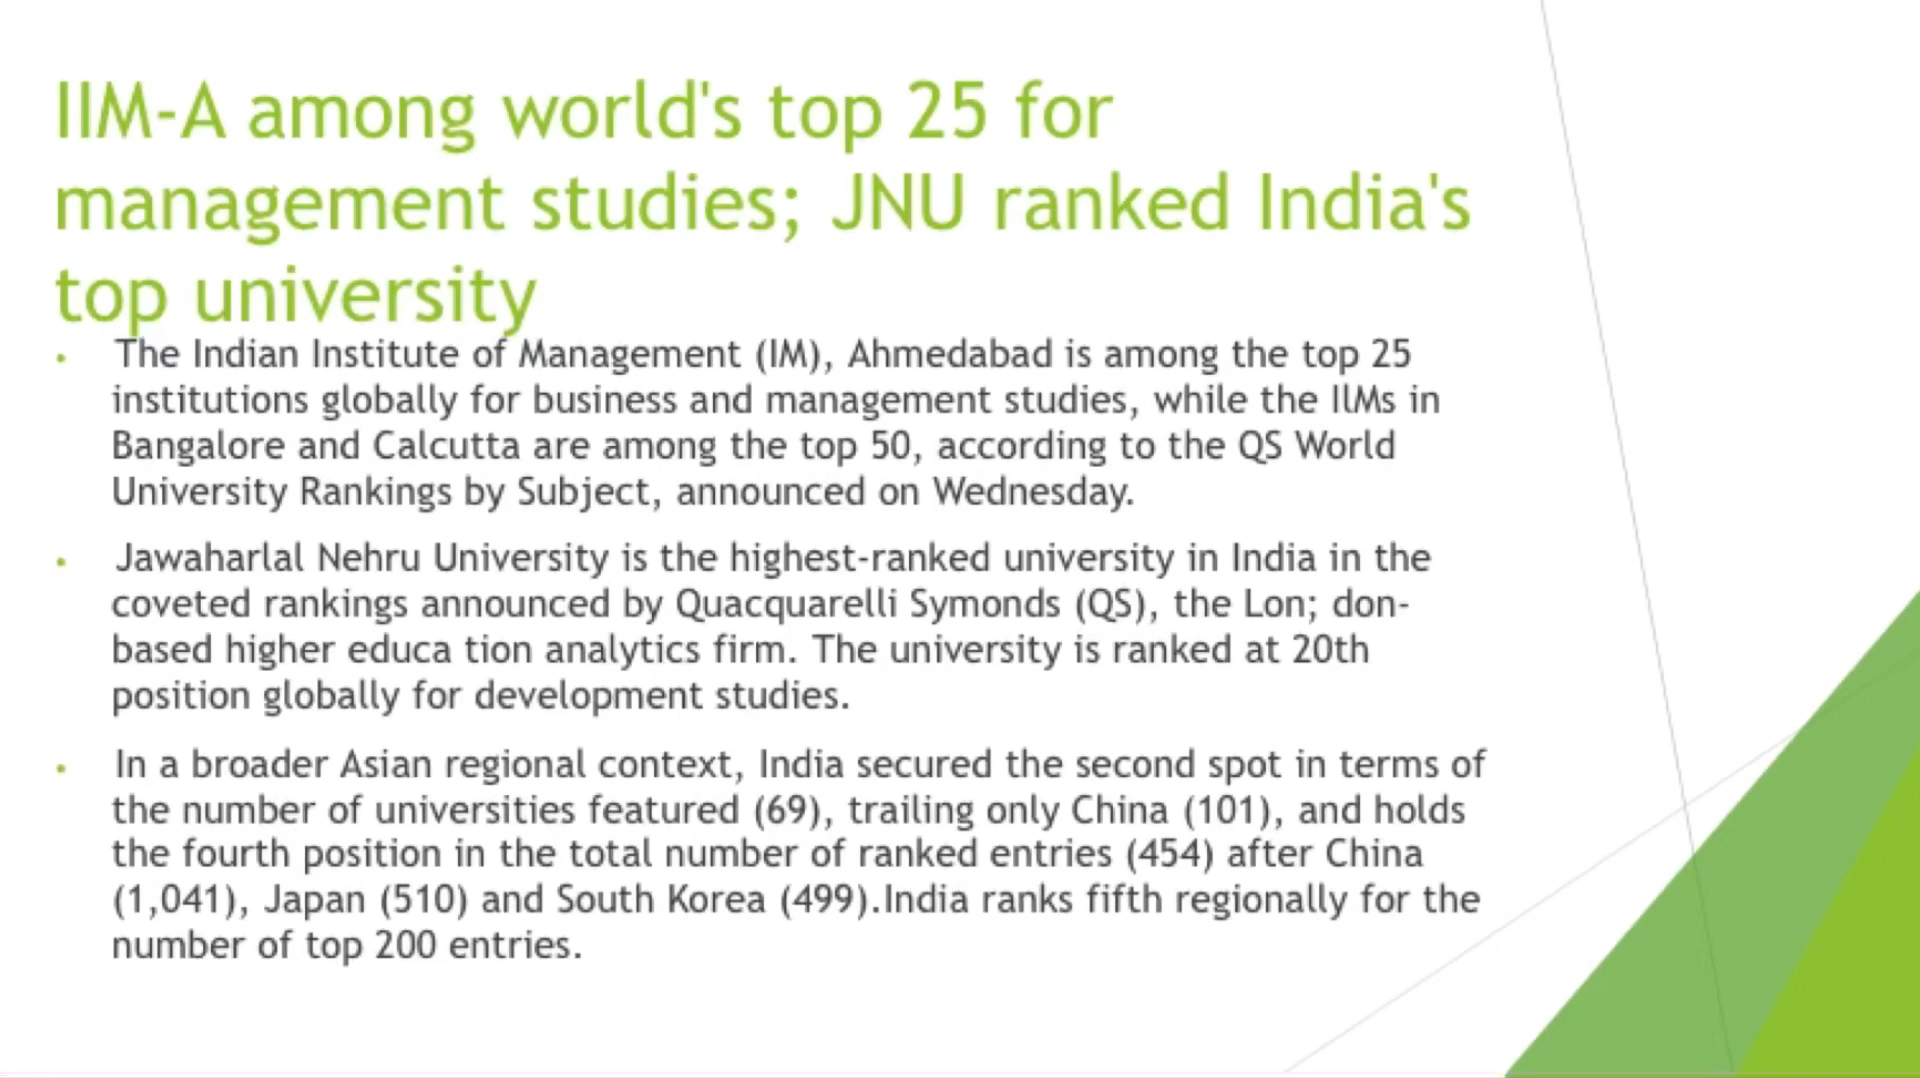 IIM-A among world's top 25 for
management studies; JNU ranked India's
top university
• The Indian Institute of Management (IM), Ahmedabad is among the top 25
institutions globally for business and management studies, while the IlMs in
Bangalore and Calcutta are among the top 50, according to the QS World
University Rankings by Subject, announced on Wednesday.
• Jawaharlal Nehru University is the highest-ranked university in India in the
coveted rankings announced by Quacquarelli Symonds (QS), the Lon; don-
based higher educa tion analytics firm. The university is ranked at 20th
position globally for development studies.
• In a broader Asian regional context, India secured the second spot in terms of
the number of universities featured (69), trailing only China (101), and holds
the fourth position in the total number of ranked entries (454) after China
(1,041), Japan (510) and South Korea (499).India ranks fifth regionally for the
number of top 200 entries.